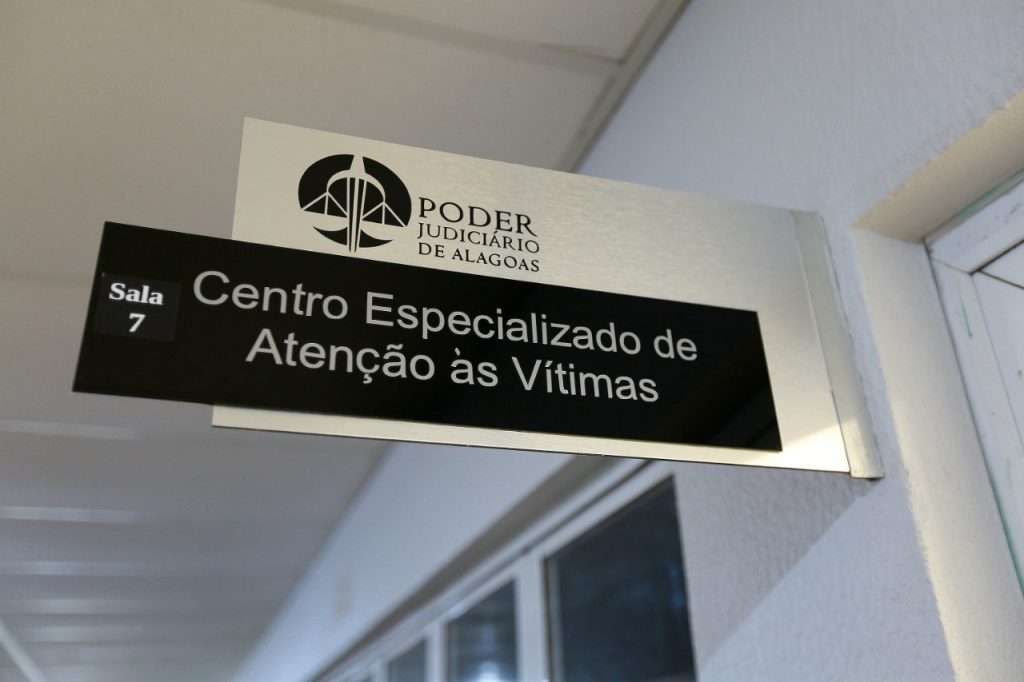 PODER
JUDICIÁRIO
DE ALAGOAS
Sala
7
Centro Especializado de
Atenção às Vítimas